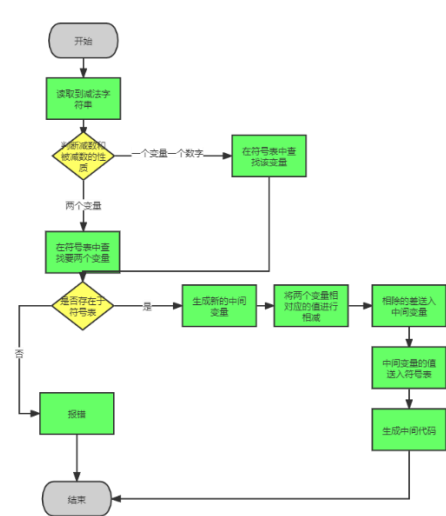 开始
读取到减法字
符串
判断减数和
被减数的性
质
一个变量一个数字
在符号表中查
找该变量
两个变量
在符号表中查
找要两个变量
是否存在于
符号表
是
生成新的中间
变量
将两个变量相
对应的值进行
相减
相除的差送入
中间变量
否
中间变量的值
送入符号表
报错
生成中间代码
结束